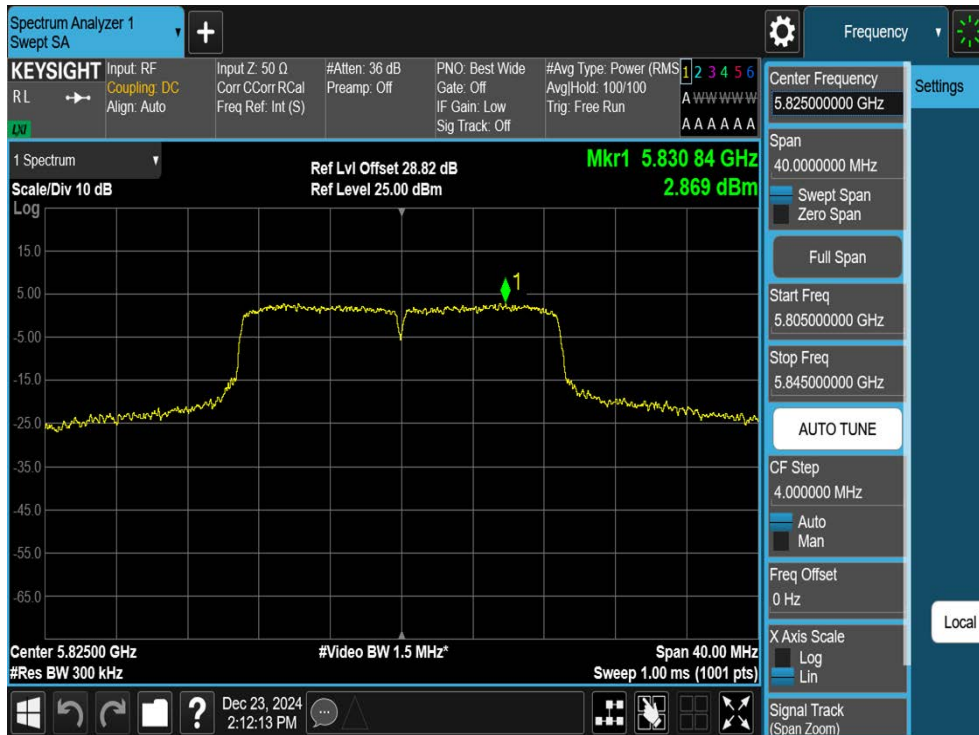 Spectrum Analyzer 1
Swept SA
+
Frequency
KEYSIGHT
RL
LXI
Input: RF
Coupling: DC
Align: Auto
Input Z: 50 Ω
Corr CCorr RCal
Freq Ref: Int (S)
#Atten: 36 dB
Preamp: Off
PNO: Best Wide
Gate: Off
IF Gain: Low
Sig Track: Off
#Avg Type: Power (RMS
Avg|Hold: 100/100
Trig: Free Run
1 2 3 4 5 6
A W W W W W
A A A A A A
1 Spectrum
Scale/Div 10 dB
Log
Ref Lvl Offset 28.82 dB
Ref Level 25.00 dBm
Mkr1 5.830 84 GHz
2.869 dBm
15.0
5.00
-5.00
-15.0
-25.0
-35.0
-45.0
-55.0
-65.0
1
Center 5.82500 GHz
#Res BW 300 kHz
#Video BW 1.5 MHz*
Span 40.00 MHz
Sweep 1.00 ms (1001 pts)
?
Dec 23, 2024
2:12:13 PM
Center Frequency
5.825000000 GHz
Span
40.0000000 MHz
Swept Span
Zero Span
Full Span
Start Freq
5.805000000 GHz
Stop Freq
5.845000000 GHz
AUTO TUNE
CF Step
4.000000 MHz
Auto
Man
Freq Offset
0 Hz
X Axis Scale
Log
Lin
Signal Track
(Span Zoom)
Settings
Local